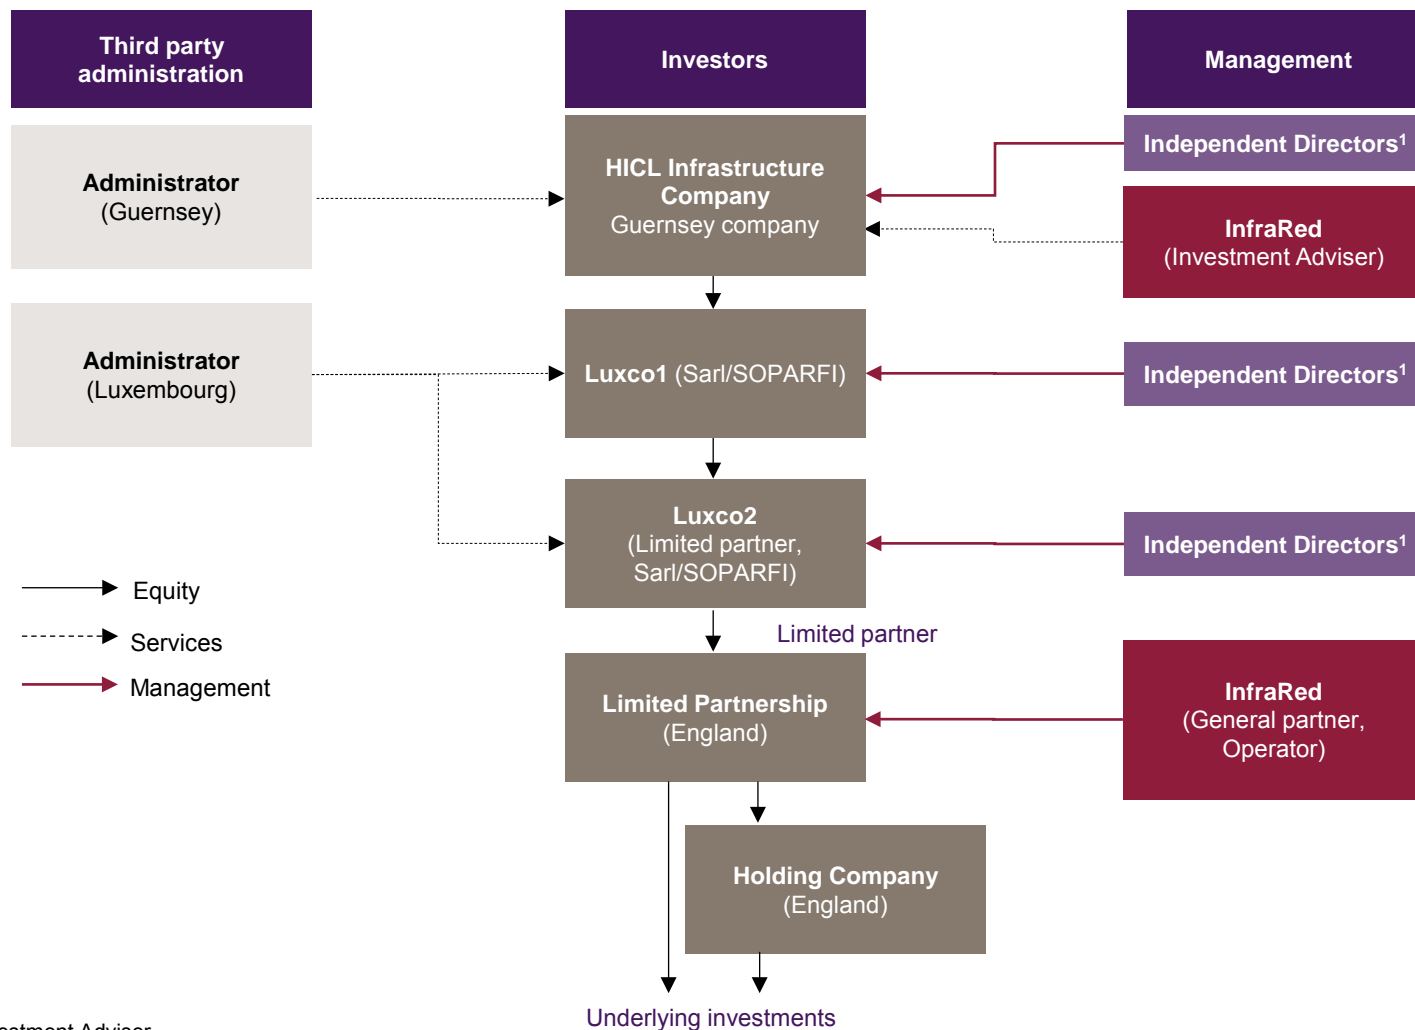 Third party
administration
Investors
Management
Administrator
(Guernsey)
HICL Infrastructure
Company
Guernsey company
Independent Directors¹
InfraRed
(Investment Adviser)
Administrator
(Luxembourg)
Luxco1 (Sarl/SOPARFI)
Independent Directors¹
Luxco2
(Limited partner,
Sarl/SOPARFI)
Independent Directors¹
Equity
Services
Management
Limited partner
Limited Partnership
(England)
InfraRed
(General partner,
Operator)
Holding Company
(England)
Underlying investments
Adviser